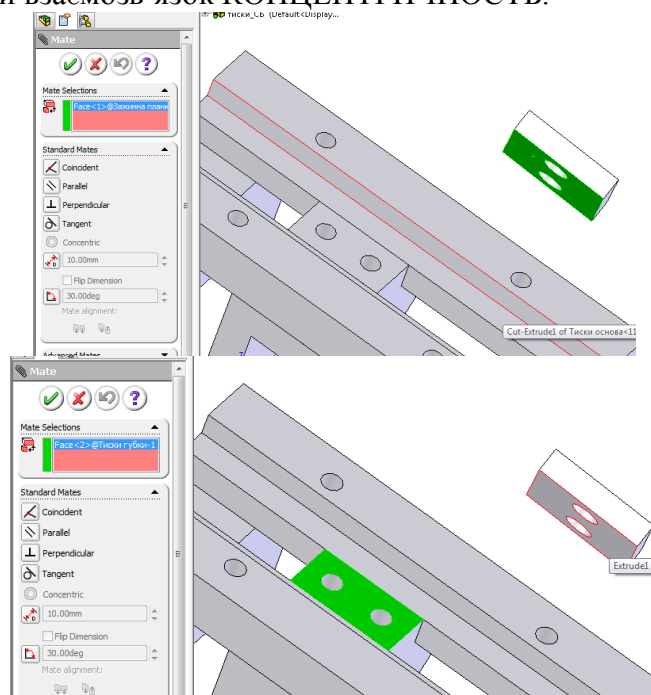 и взаємозв'язок КОНЦЕНТРИЧНІСТЬ.
тиски_СБ (Default<Display...
Mate
Mate Selections
Face<1>@Зажимна планк
Standard Mates
Coincident
Parallel
Perpendicular
Tangent
Concentric
10.00mm
Flip Dimension
30.00deg
Mate alignment:
Cut-Extrude1 of Тиски основа<11
Advanced Mates
Mate
Mate Selections
Face<2>@Тиски губки-1
Standard Mates
Coincident
Parallel
Perpendicular
Tangent
Concentric
10.00mm
Flip Dimension
30.00deg
Mate alignment:
Extrude1